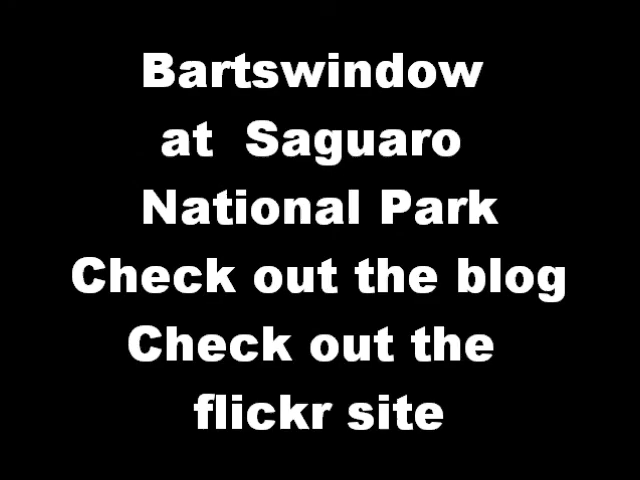 Bartswindow
at Saguaro
National Park
Check out the blog
Check out the
flickr site